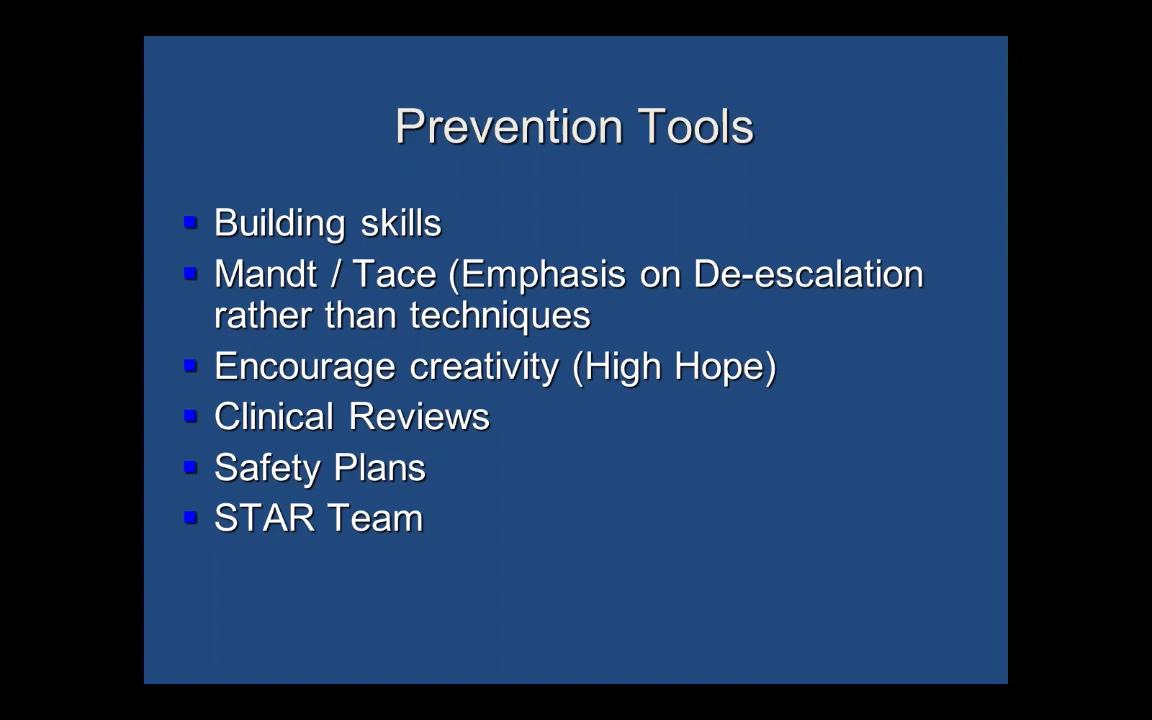 Prevention Tools
Building skills
Mandt / Tace (Emphasis on De-escalation
rather than techniques
Encourage creativity (High Hope)
Clinical Reviews
Safety Plans
STAR Team